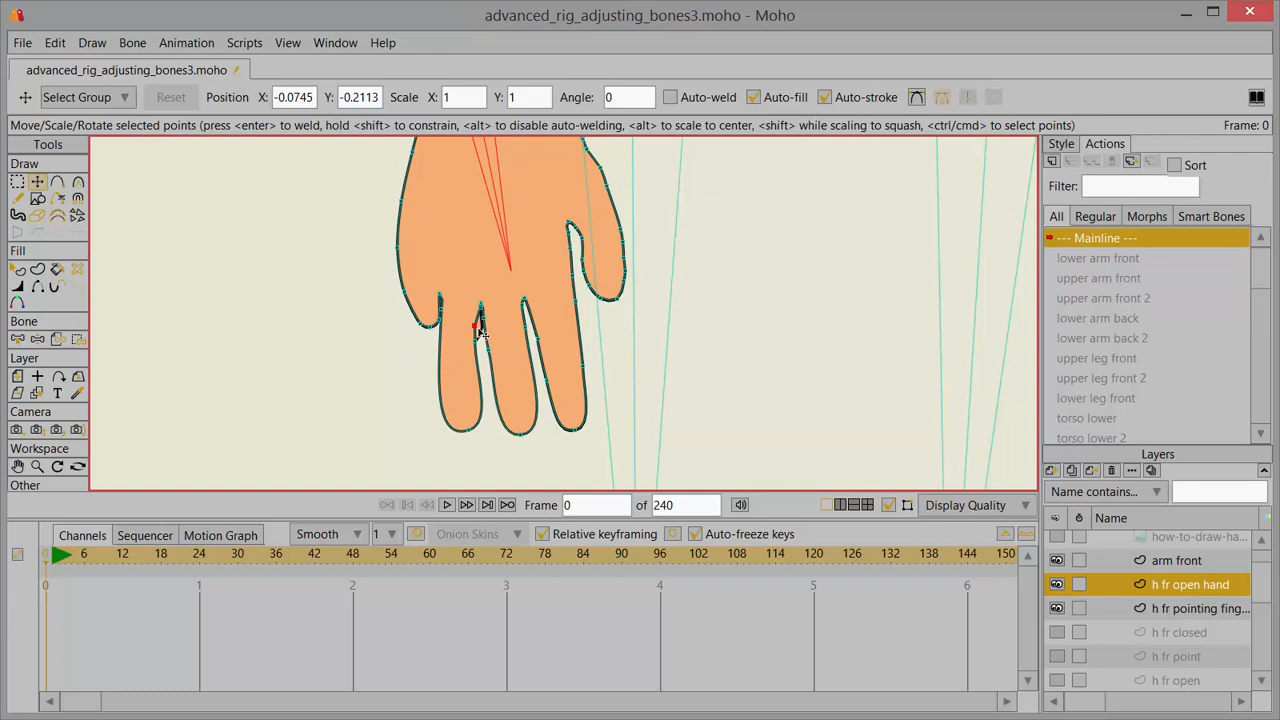 advanced_rig_adjusting_bones3.moho - Moho
File Edit Draw Bone Animation Scripts View Window Help
advanced_rig_adjusting_bones3.moho
Select Group Reset Position X: -0.0745 Y: -0.2113 Scale X: 1 Y: 1 Angle: 0 Auto-weld Auto-fill Auto-stroke
Move/Scale/Rotate selected points (press <enter> to weld, hold <shift> to constrain, <alt> to disable auto-welding, <alt> to scale to center, <shift> while scaling to squash, <ctrl/cmd> to select points) Frame: 0
Tools
Draw
Fill
Bone
Layer
Camera
Workspace
Other
Style Actions
Sort
Filter:
All Regular Morphs Smart Bones
--- Mainline ---
lower arm front
upper arm front
upper arm front 2
lower arm back
lower arm back 2
upper leg front
upper leg front 2
lower leg front
torso lower
torso lower 2
Layers
Name contains...
Name
how-to-draw-ha...
arm front
h fr open hand
h fr pointing fing...
h fr closed
h fr point
h fr open
Frame 0 of 240 Display Quality
Channels Sequencer Motion Graph Smooth 1 Onion Skins Relative keyframing Auto-freeze keys
0 6 12 18 24 30 36 42 48 54 60 66 72 78 84 90 96 102 108 114 120 126 132 138 144 150
0 1 2 3 4 5 6